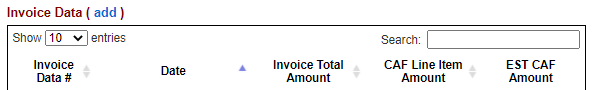 Invoice Data ( add )
Show 10 entries Search:
Invoice Data # Date Invoice Total Amount CAF Line Item Amount EST CAF Amount